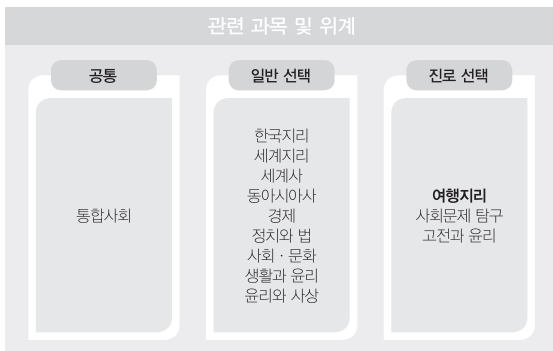 관련 과목 및 위계
공통
통합사회
일반 선택
한국지리
세계지리
세계사
동아시아사
경제
정치와 법
사회 · 문화
생활과 윤리
윤리와 사상
진로 선택
여행지리
사회문제 탐구
고전과 윤리